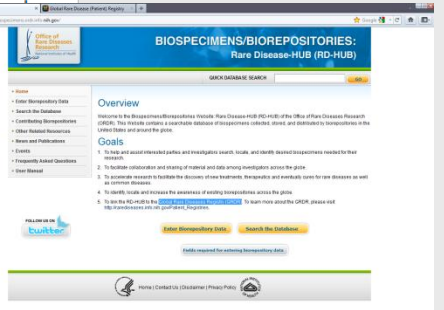 Global Rare Disease (Patient) Registry
nih.gov/
Google
Office of
Rare Diseases
Research
National Institutes of Health
BIOSPECIMENS/BIOREPOSITORIES:
Rare Disease-HUB (RD-HUB)
QUICK DATABASE SEARCH
GO
Home
Enter Biorepository Data
Search the Database
Contributing Biorepositories
Other Related Resources
News and Publications
Events
Frequently Asked Questions
User Manual
FOLLOW US ON
twitter
Overview
Welcome to the Biospecimens/Biorepositories Website: Rare Disease-HUB (RD-HUB) of the Office of Rare Diseases Research
(ORDR). This Website contains a searchable database of biospecimens collected, stored, and distributed by biorepositories in the
United States and around the globe.
Goals
1. To help and assist interested parties and investigators search, locate, and identify desired biospecimens needed for their
research.
2. To facilitate collaboration and sharing of material and data among investigators across the globe
3. To accelerate research to facilitate the discovery of new treatments, therapeutics and eventually cures for rare diseases as well
as common diseases.
4. To identify, locate and increase the awareness of existing biorepositories across the globe
5. To link the RD-HUB to the Global Rare Diseases Registry (GRDR). To learn more about the GRDR, please visit
http://rarediseases.info.nih.gov/Patient_Registries.
Enter Biorepository Data
Search the Database
Fields required for entering biorepository data
Home | Contact Us | Disclaimer | Privacy Policy